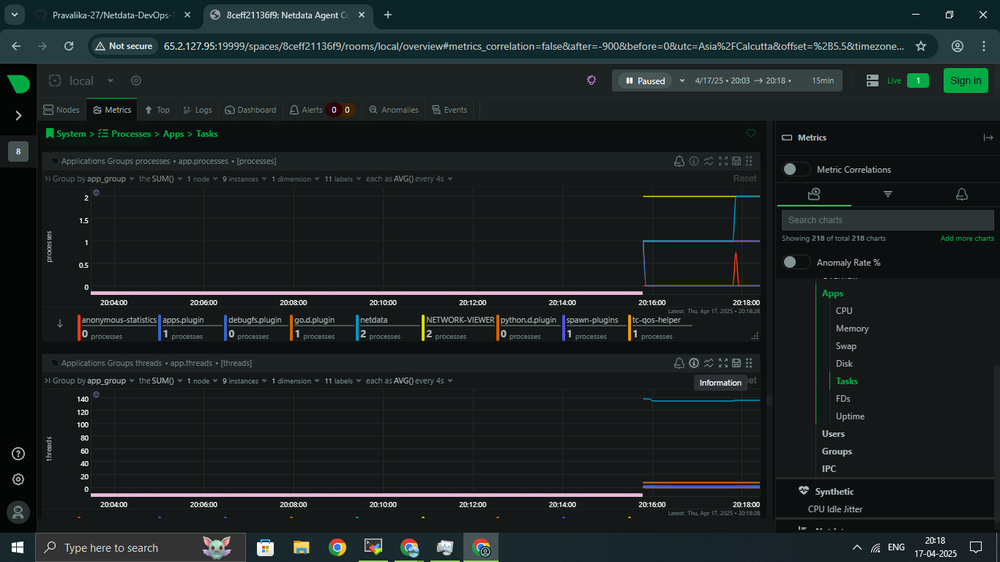 Pravalika-27/Netdata-DevOps-T
8ceff21136f9: Netdata Agent Co
Not secure
65.2.127.95:19999/spaces/8ceff21136f9/rooms/local/overview#metrics_correlation=false&after=-900&before=0&utc=Asia%2FCalcutta&offset=%2B5.5&timezone...
local
Paused
4/17/25 • 20:03 → 20:18 •
15min
Live
1
Sign in
Nodes
Metrics
Top
Logs
Dashboard
Alerts
0
0
Anomalies
Events
8
System > Processes > Apps > Tasks
Applications Groups processes • app.processes • [processes]
Group by app_group the SUM() 1 node 9 instances 1 dimension 11 labels each as AVG() every 4s
Reset
processes
2
1.5
1
0.5
0
20:04:00
20:06:00
20:08:00
20:10:00
20:12:00
20:14:00
20:16:00
20:18:00
Latest: Thu, Apr 17, 2025 • 20:18:28
anonymous-statistics
0 processes
apps.plugin
1 processes
debugfs.plugin
0 processes
go.d.plugin
1 processes
netdata
2 processes
NETWORK-VIEWER
2 processes
python.d.plugin
0 processes
spawn-plugins
1 processes
tc-qos-helper
1 processes
Applications Groups threads • app.threads • [threads]
Group by app_group the SUM() 1 node 9 instances 1 dimension 11 labels each as AVG() every 4s
Information
threads
140
120
100
80
60
40
20
0
20:04:00
20:06:00
20:08:00
20:10:00
20:12:00
20:14:00
20:16:00
20:18:00
Latest: Thu, Apr 17, 2025 • 20:18:28
Metrics
Metric Correlations
Search charts
Showing 218 of total 218 charts
Add more charts
Anomaly Rate %
Apps
CPU
Memory
Swap
Disk
Tasks
FDs
Uptime
Users
Groups
IPC
Synthetic
CPU Idle Jitter
Type here to search
ENG
20:18
17-04-2025